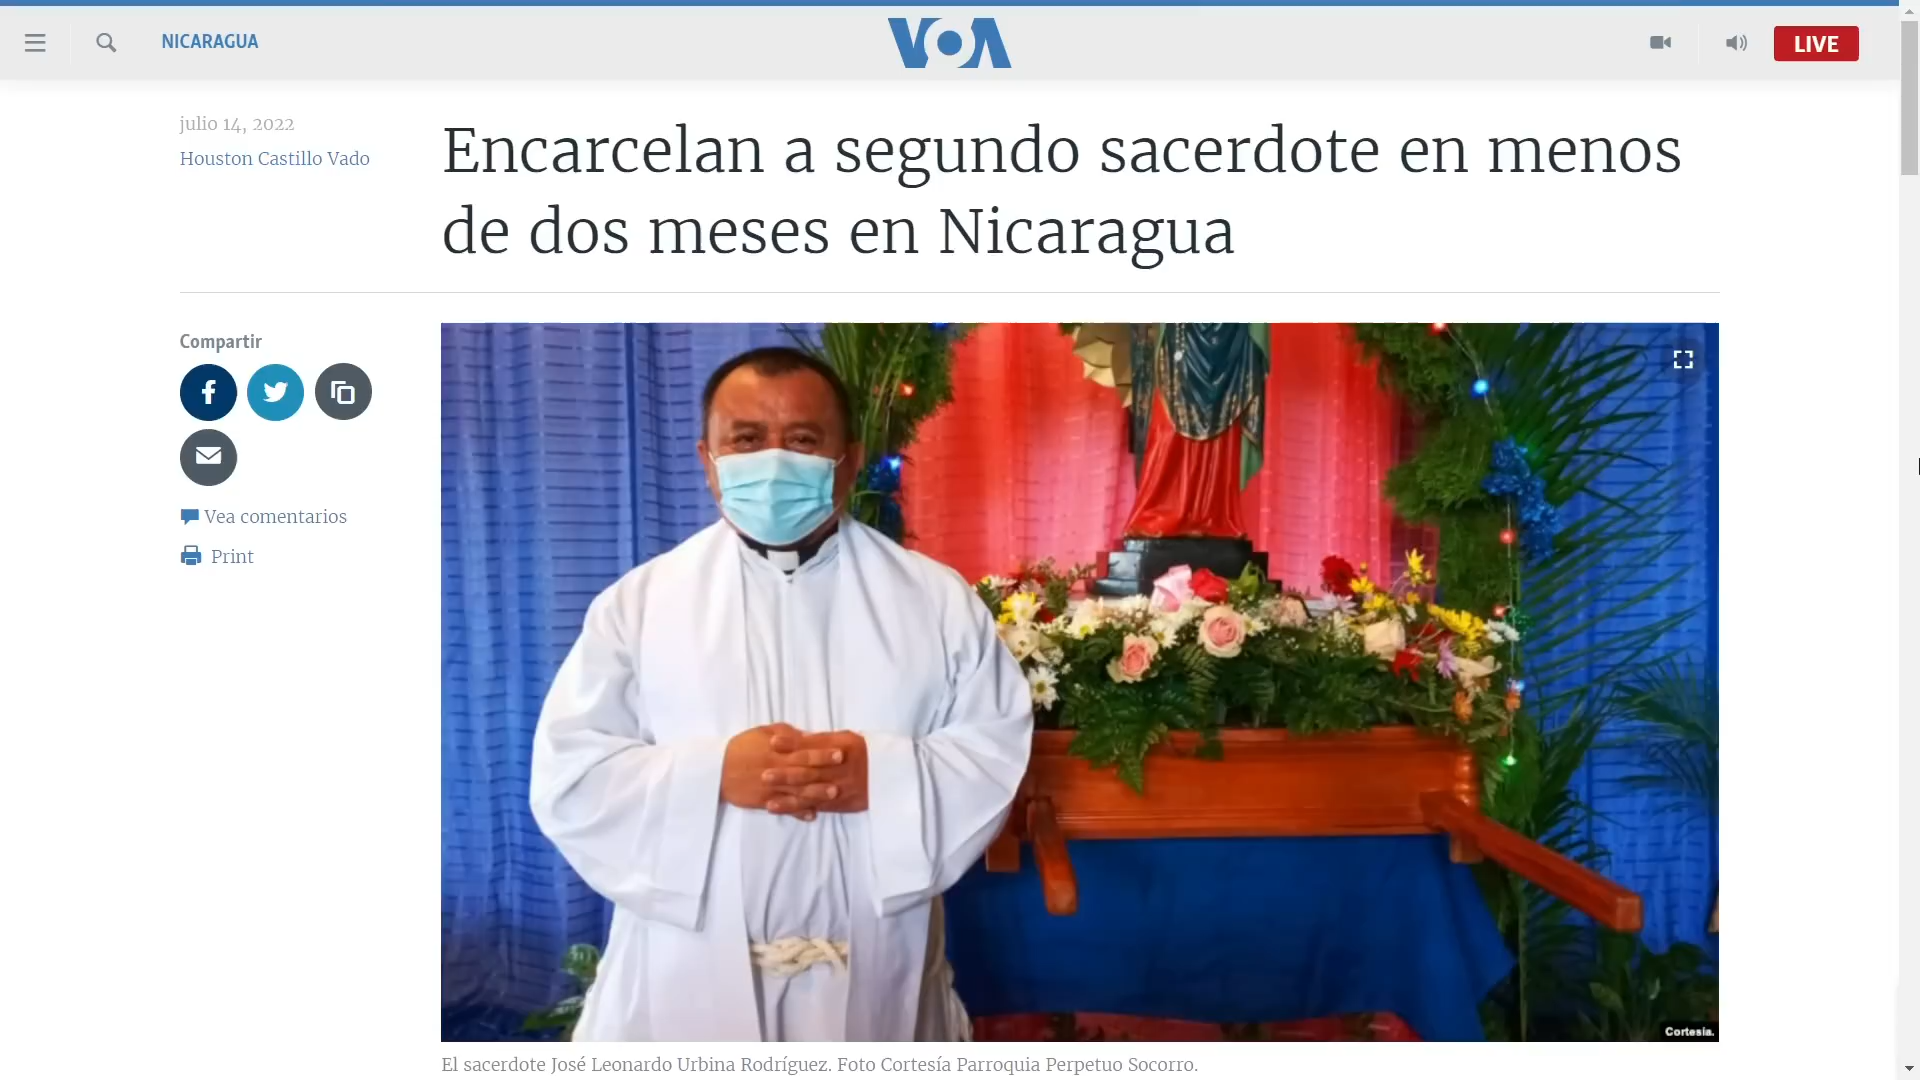 NICARAGUA
VOA
LIVE
julio 14, 2022
Houston Castillo Vado
Encarcelan a segundo sacerdote en menos
de dos meses en Nicaragua
Compartir
Vea comentarios
Print
Cortesía.
El sacerdote José Leonardo Urbina Rodríguez. Foto Cortesía Parroquia Perpetuo Socorro.